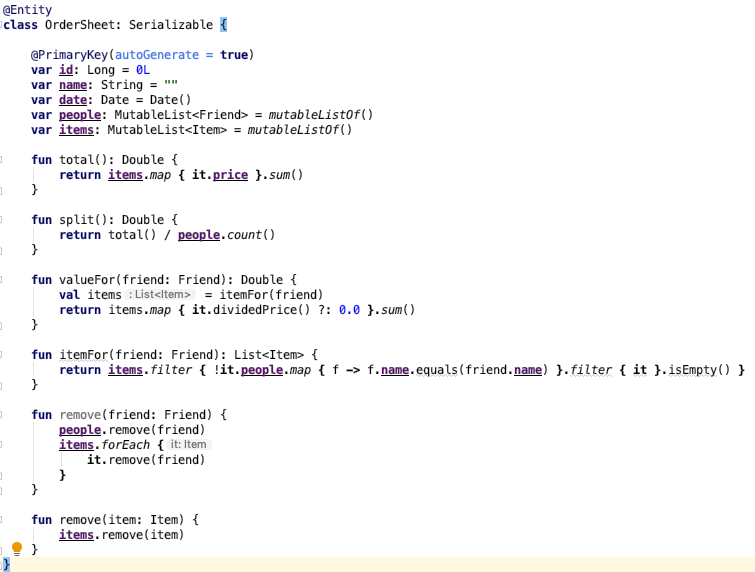 @Entity
class OrderSheet: Serializable {
@PrimaryKey(autoGenerate = true)
var id: Long = 0L
var name: String = ""
var date: Date = Date()
var people: MutableList<Friend> = mutableListOf()
var items: MutableList<Item> = mutableListOf()
fun total(): Double {
return items.map { it.price }.sum()
}
fun split(): Double {
return total() / people.count()
}
fun valueFor(friend: Friend): Double {
val items : List<Item> = itemFor(friend)
return items.map { it.dividedPrice() ?: 0.0 }.sum()
}
fun itemFor(friend: Friend): List<Item> {
return items.filter { !it.people.map { f -> f.name.equals(friend.name) }.filter { it }.isEmpty() }
}
fun remove(friend: Friend) {
people.remove(friend)
items.forEach { it: Item
it.remove(friend)
}
}
fun remove(item: Item) {
items.remove(item)
}
}